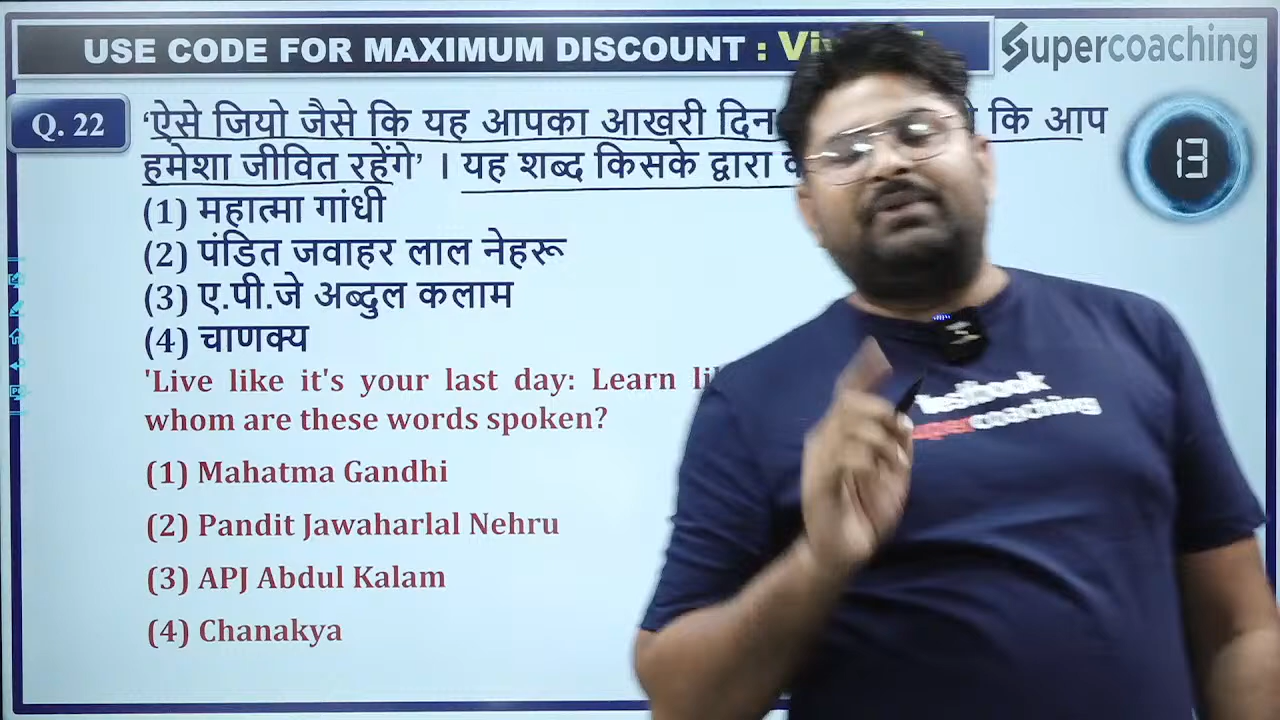 USE CODE FOR MAXIMUM DISCOUNT :
Supercoaching
Q. 22
‘ऐसे जियो जैसे कि यह आपका आखरी दिन कि आप
हमेशा जीवित रहेंगे’ । यह शब्द किसके द्वारा
(1) महात्मा गांधी
(2) पंडित जवाहर लाल नेहरू
(3) ए.पी.जे अब्दुल कलाम
(4) चाणक्य
'Live like it's your last day: Learn
whom are these words spoken?
(1) Mahatma Gandhi
(2) Pandit Jawaharlal Nehru
(3) APJ Abdul Kalam
(4) Chanakya
13
testbook
supercoaching